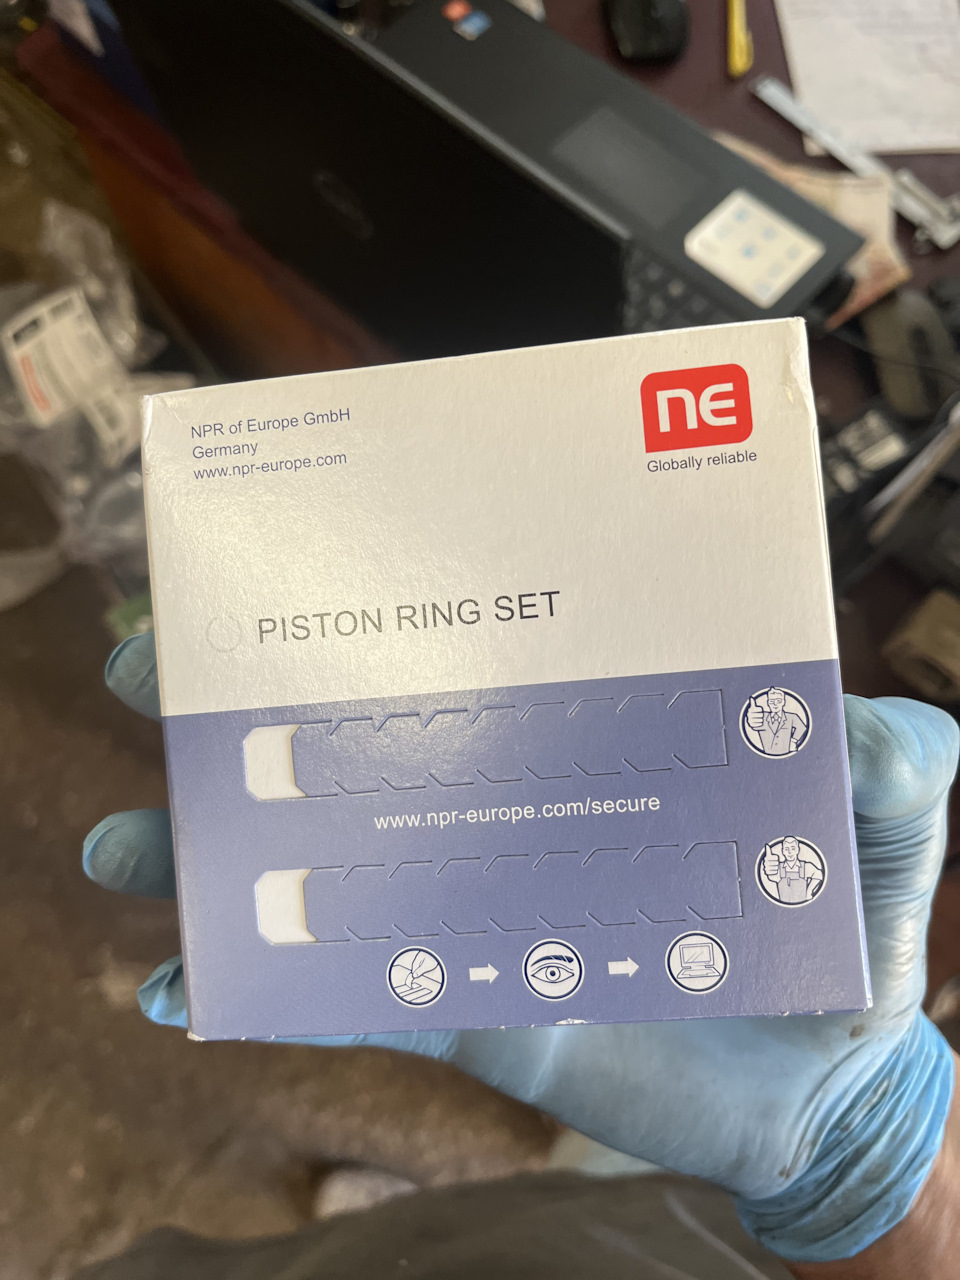 NPR of Europe GmbH
Germany
www.npr-europe.com
NE
Globally reliable
PISTON RING SET
www.npr-europe.com/secure